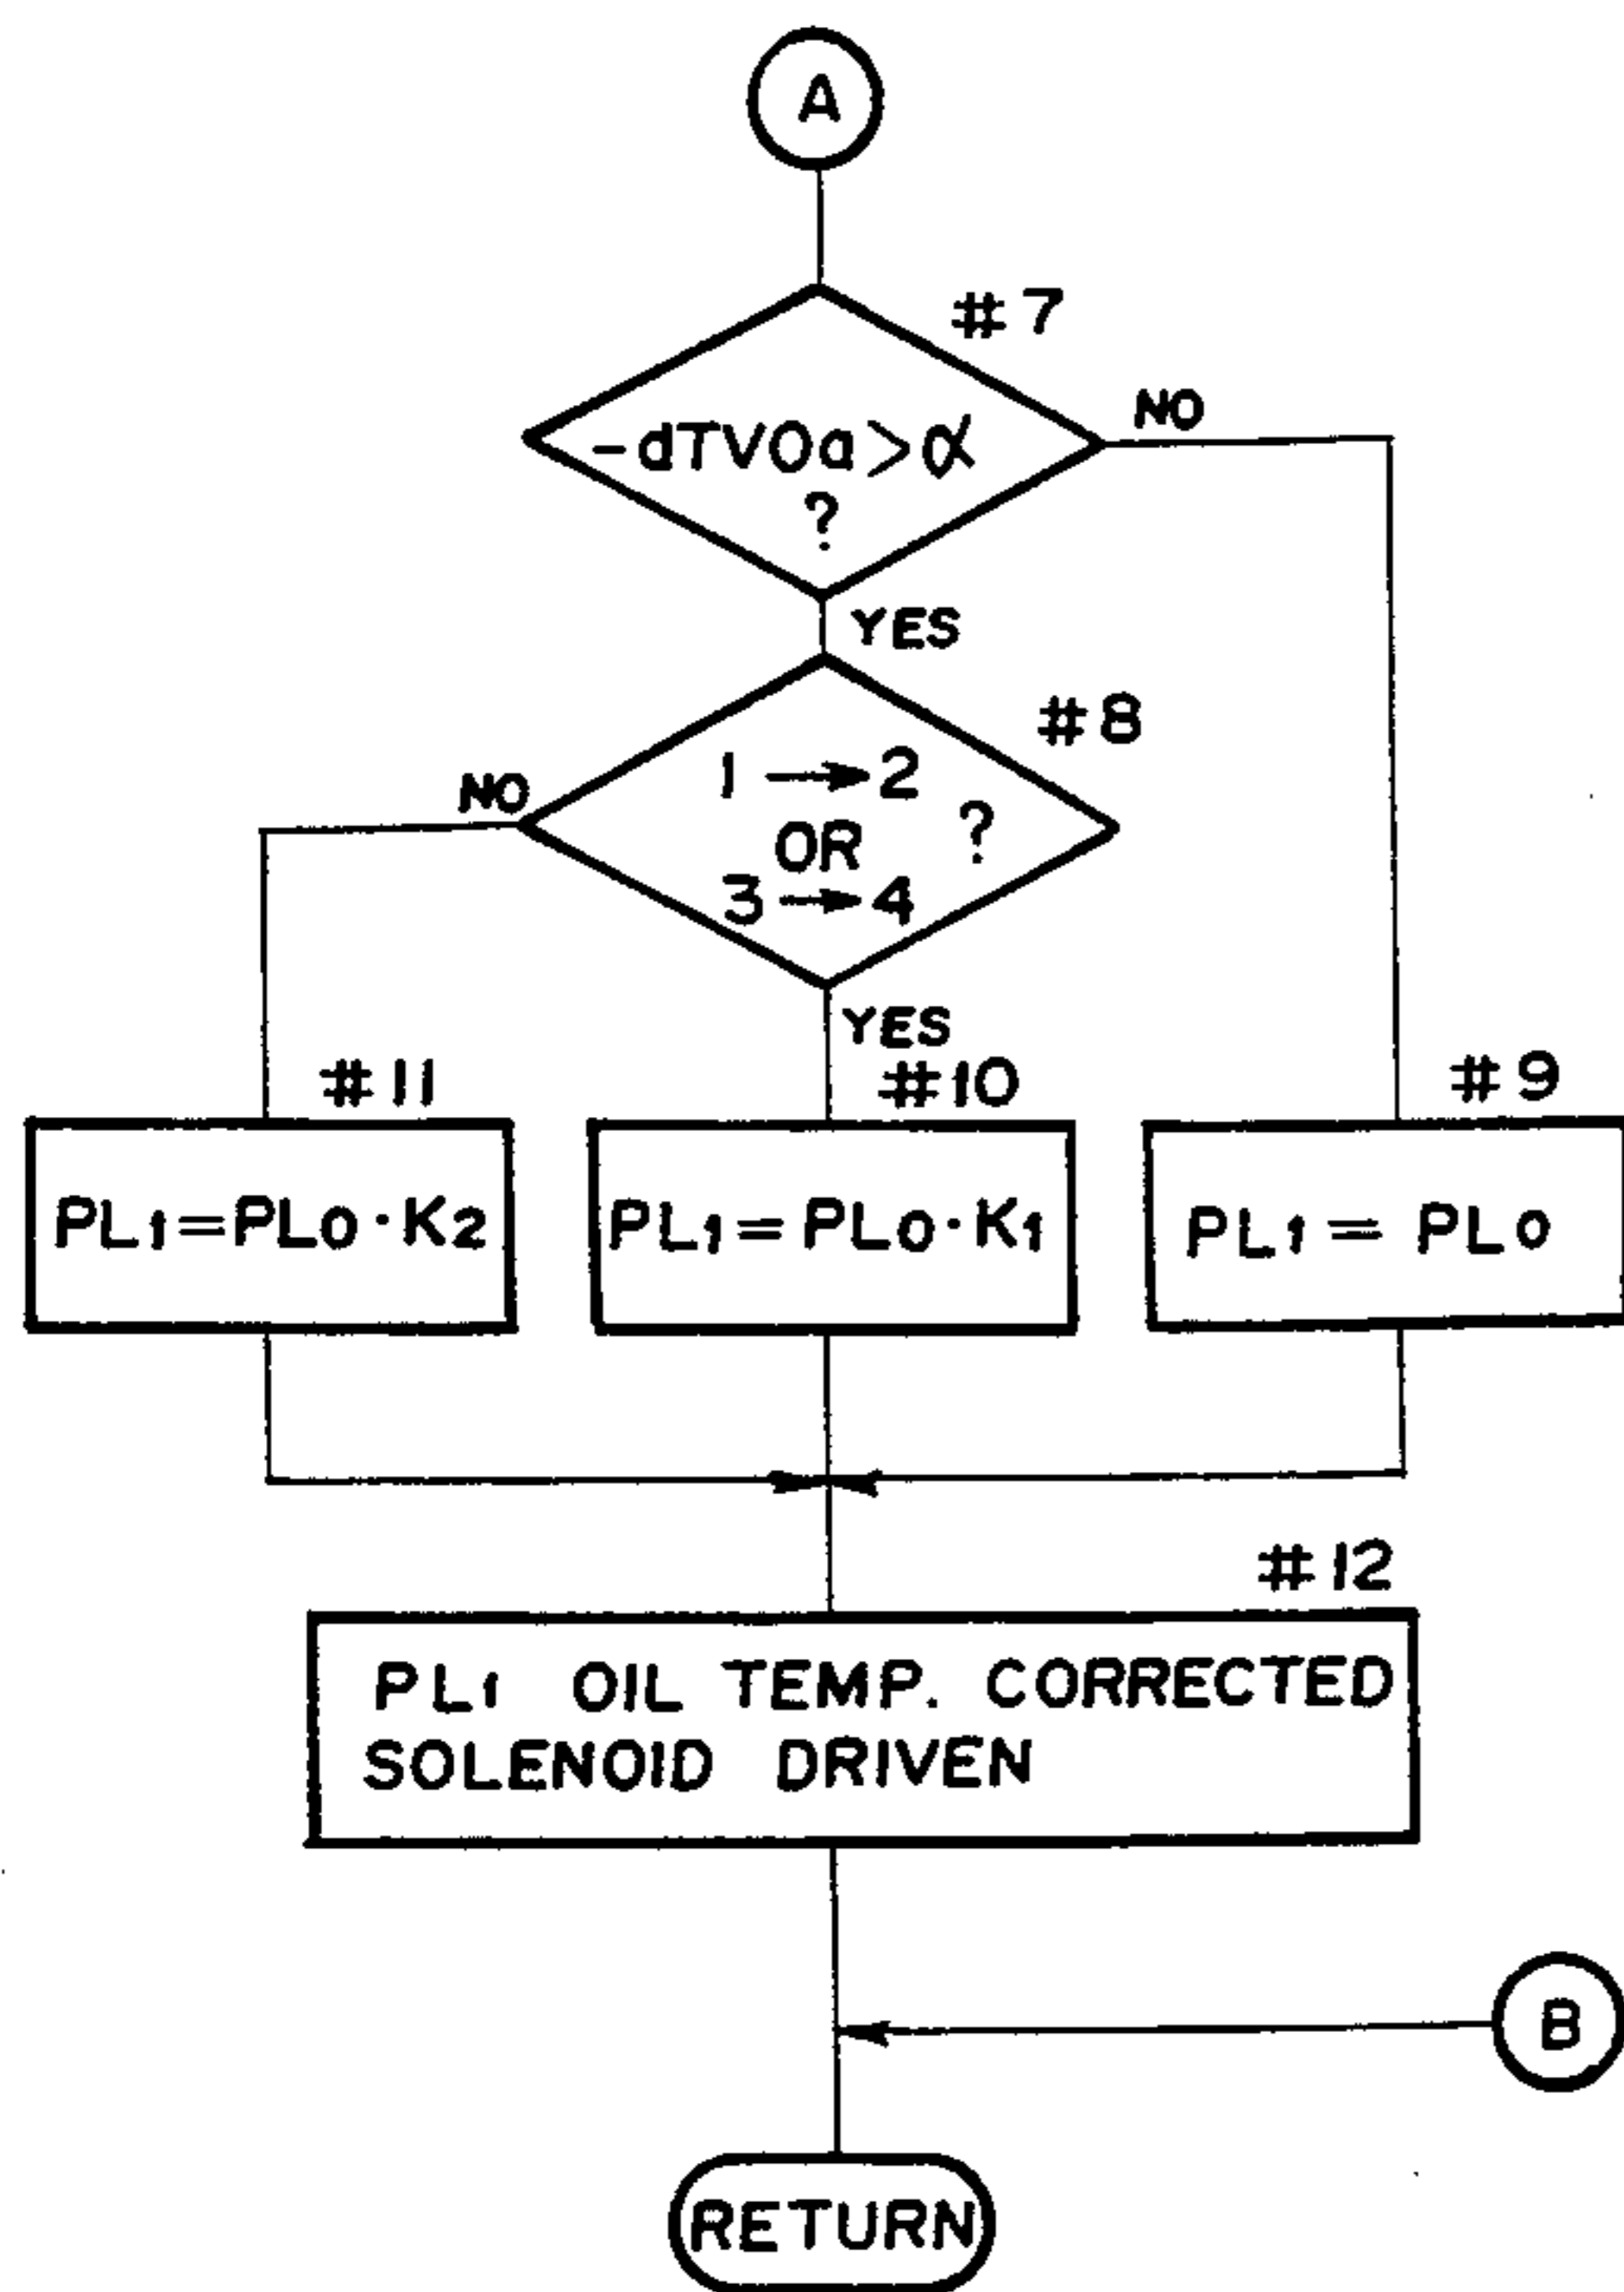 A
#7
-dTVOa>α
?
NO
YES
#8
1→2
OR ?
3→4
NO
YES
#11
#10
#9
PL1=PL0·K2
PL1=PL0·K1
PL1=PL0
#12
PL1 OIL TEMP. CORRECTED
SOLENOID DRIVEN
B
RETURN